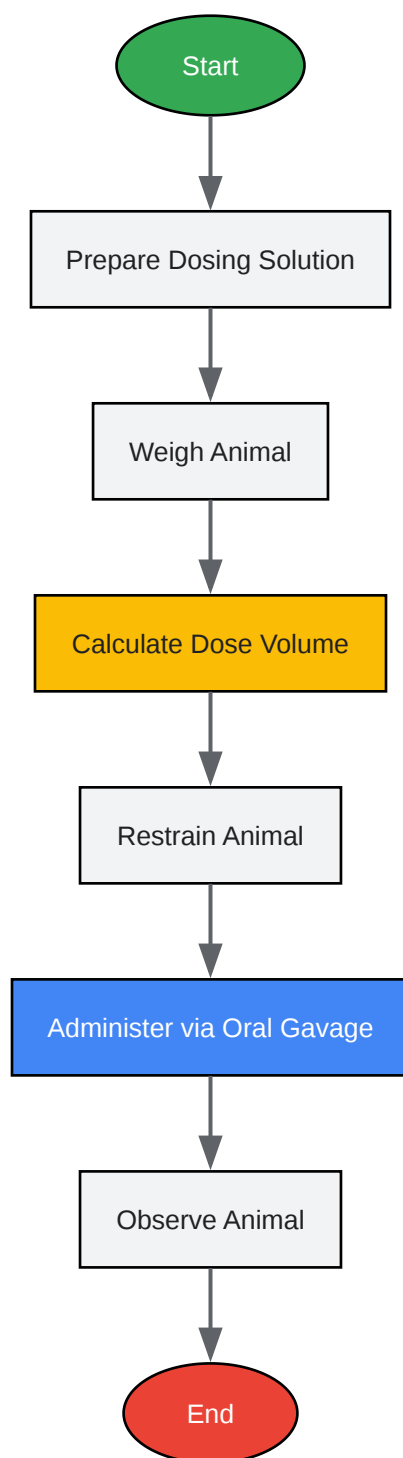 Start
Prepare Dosing Solution
Weigh Animal
Calculate Dose Volume
Restrain Animal
Administer via Oral Gavage
Observe Animal
End